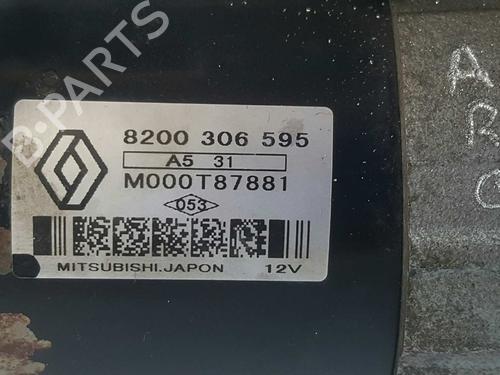 8200 306 595
A5 31
M000T87881
053
MITSUBISHI.JAPON 12V
B-PARTS
A